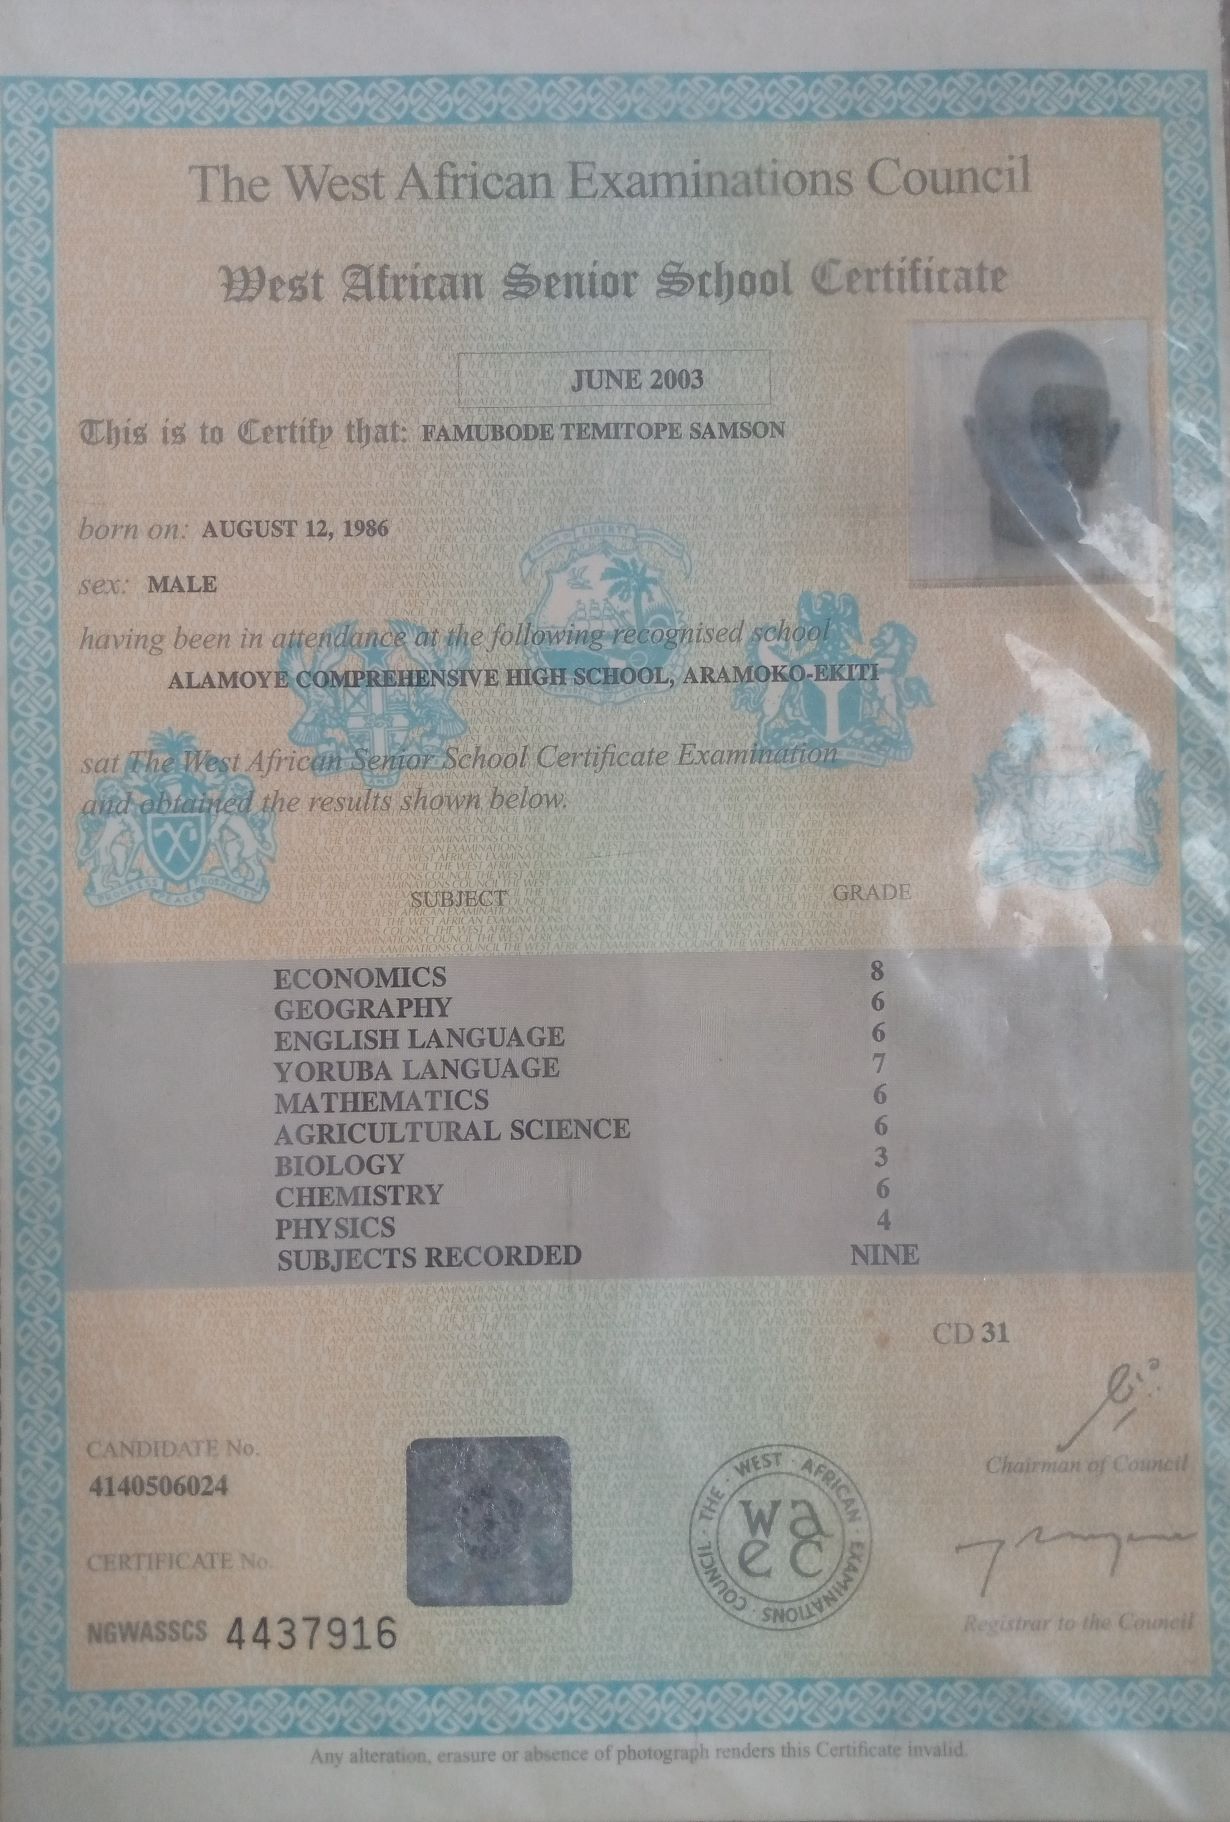 The West African Examinations Council
West African Senior School Certificate
JUNE 2003
This is to Certify that: FAMUBODE TEMITOPE SAMSON
born on: AUGUST 12, 1986
sex: MALE
having been in attendance at the following recognised school
ALAMOYE COMPREHENSIVE HIGH SCHOOL, ARAMOKO-EKITI
sat The West African Senior School Certificate Examination
and obtained the results shown below.
SUBJECT GRADE
ECONOMICS 8
GEOGRAPHY 6
ENGLISH LANGUAGE 6
YORUBA LANGUAGE 7
MATHEMATICS 6
AGRICULTURAL SCIENCE 6
BIOLOGY 3
CHEMISTRY 6
PHYSICS 4
SUBJECTS RECORDED NINE
CD 31
CANDIDATE No.
4140506024
CERTIFICATE No.
NGWASSCS 4437916
THE · WEST · AFRICAN · EXAMINATIONS · COUNCIL
wa
ec
Chairman of Council
Registrar to the Council
Any alteration, erasure or absence of photograph renders this Certificate invalid.